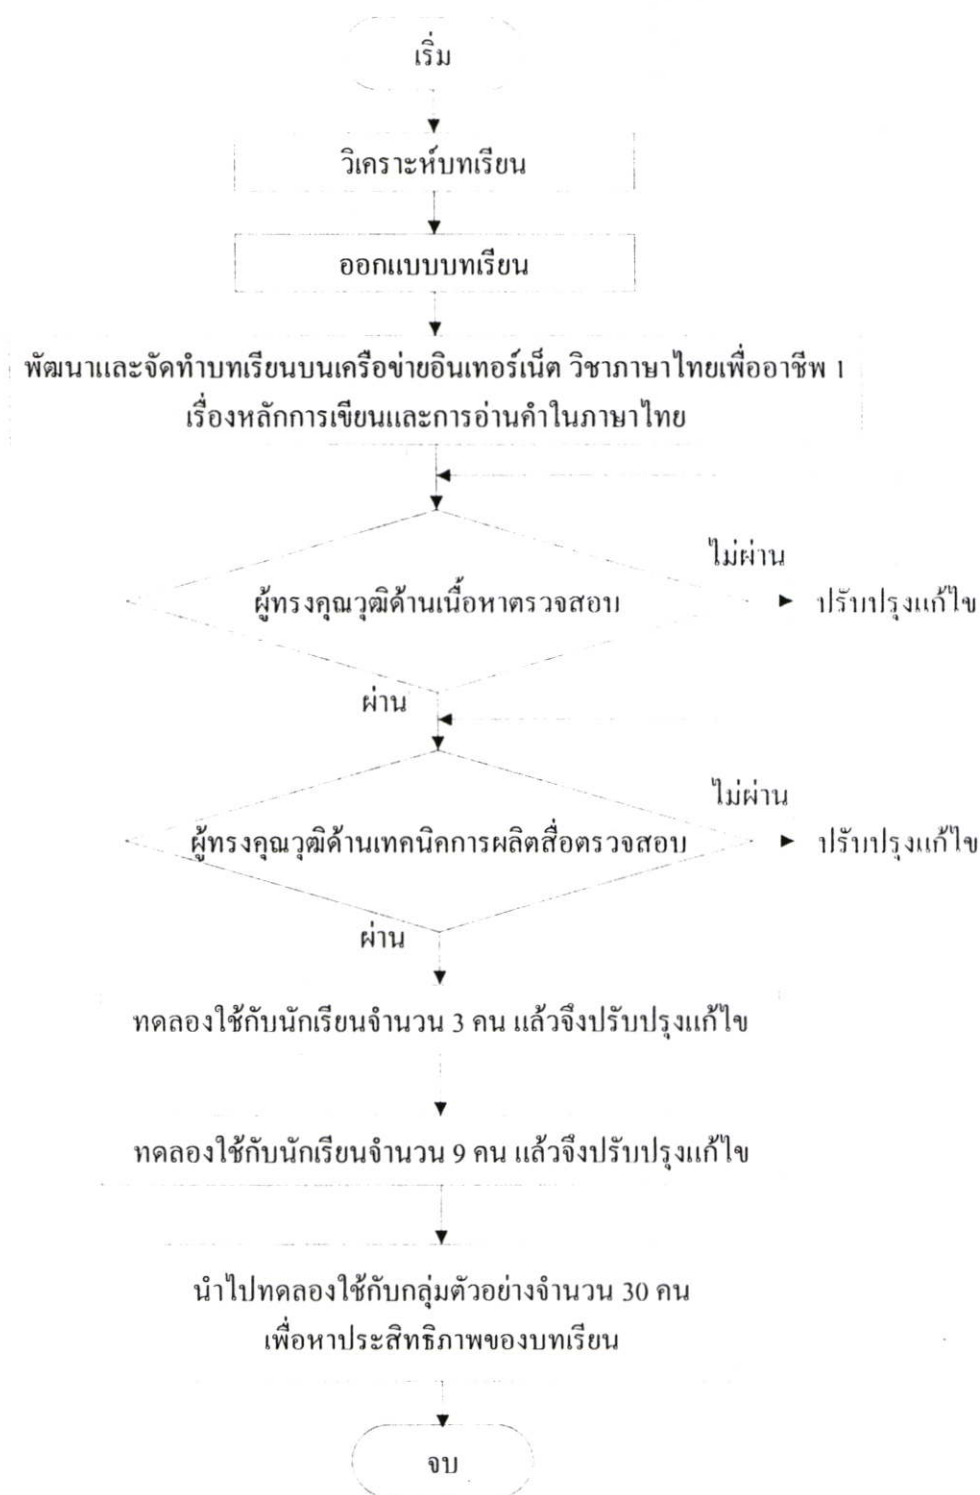 เริ่ม
วิเคราะห์บทเรียน
ออกแบบบทเรียน
พัฒนาและจัดทำบทเรียนบนเครือข่ายอินเทอร์เน็ต วิชาภาษาไทยเพื่ออาชีพ 1
เรื่องหลักการเขียนและการอ่านคำในภาษาไทย
ไม่ผ่าน
ผู้ทรงคุณวุฒิด้านเนื้อหาตรวจสอบ
ปรับปรุงแก้ไข
ผ่าน
ไม่ผ่าน
ผู้ทรงคุณวุฒิด้านเทคนิคการผลิตสื่อตรวจสอบ
ปรับปรุงแก้ไข
ผ่าน
ทดลองใช้กับนักเรียนจำนวน 3 คน แล้วจึงปรับปรุงแก้ไข
ทดลองใช้กับนักเรียนจำนวน 9 คน แล้วจึงปรับปรุงแก้ไข
นำไปทดลองใช้กับกลุ่มตัวอย่างจำนวน 30 คน
เพื่อหาประสิทธิภาพของบทเรียน
จบ